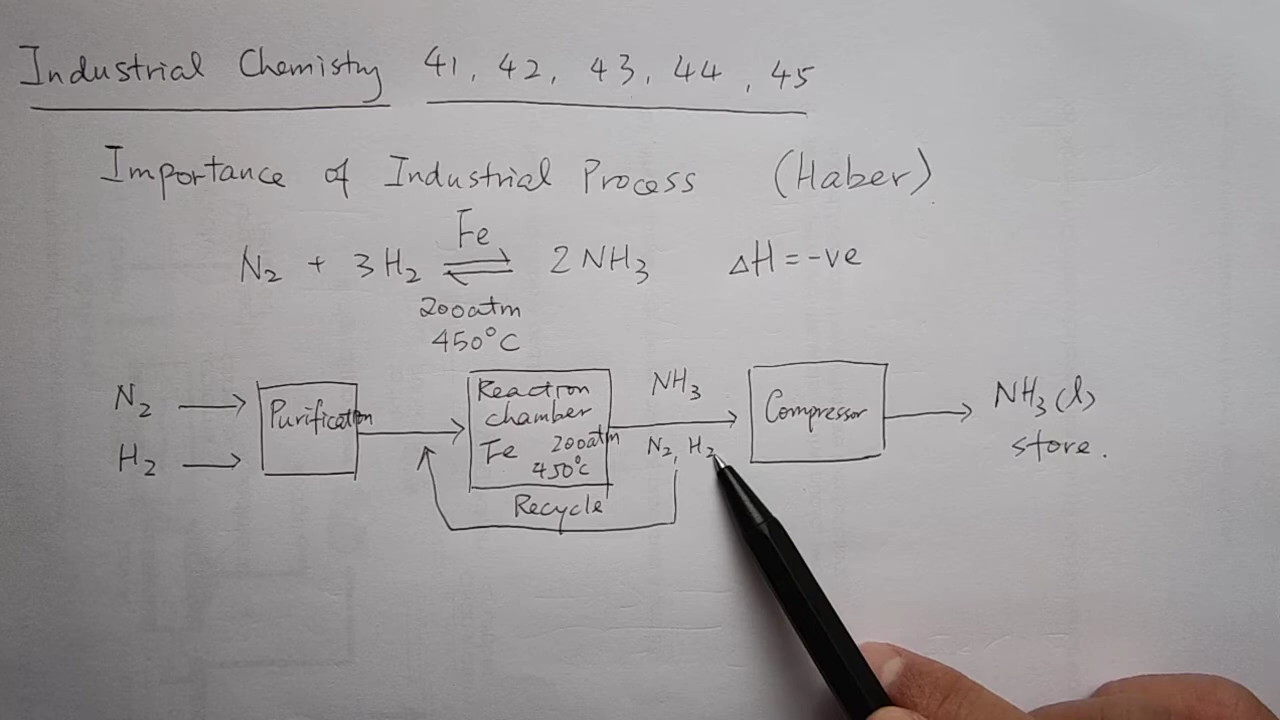 Industrial Chemistry 41, 42, 43, 44, 45
Importance of Industrial Process (Haber)
Fe
N₂ + 3H₂ ⇌ 2NH₃ ΔH = -ve
200atm
450°C
N₂
H₂
Purification
Reaction
chamber
Fe 200atm
450°C
Recycle
NH₃
N₂, H₂
Compressor
NH₃(l)
store.